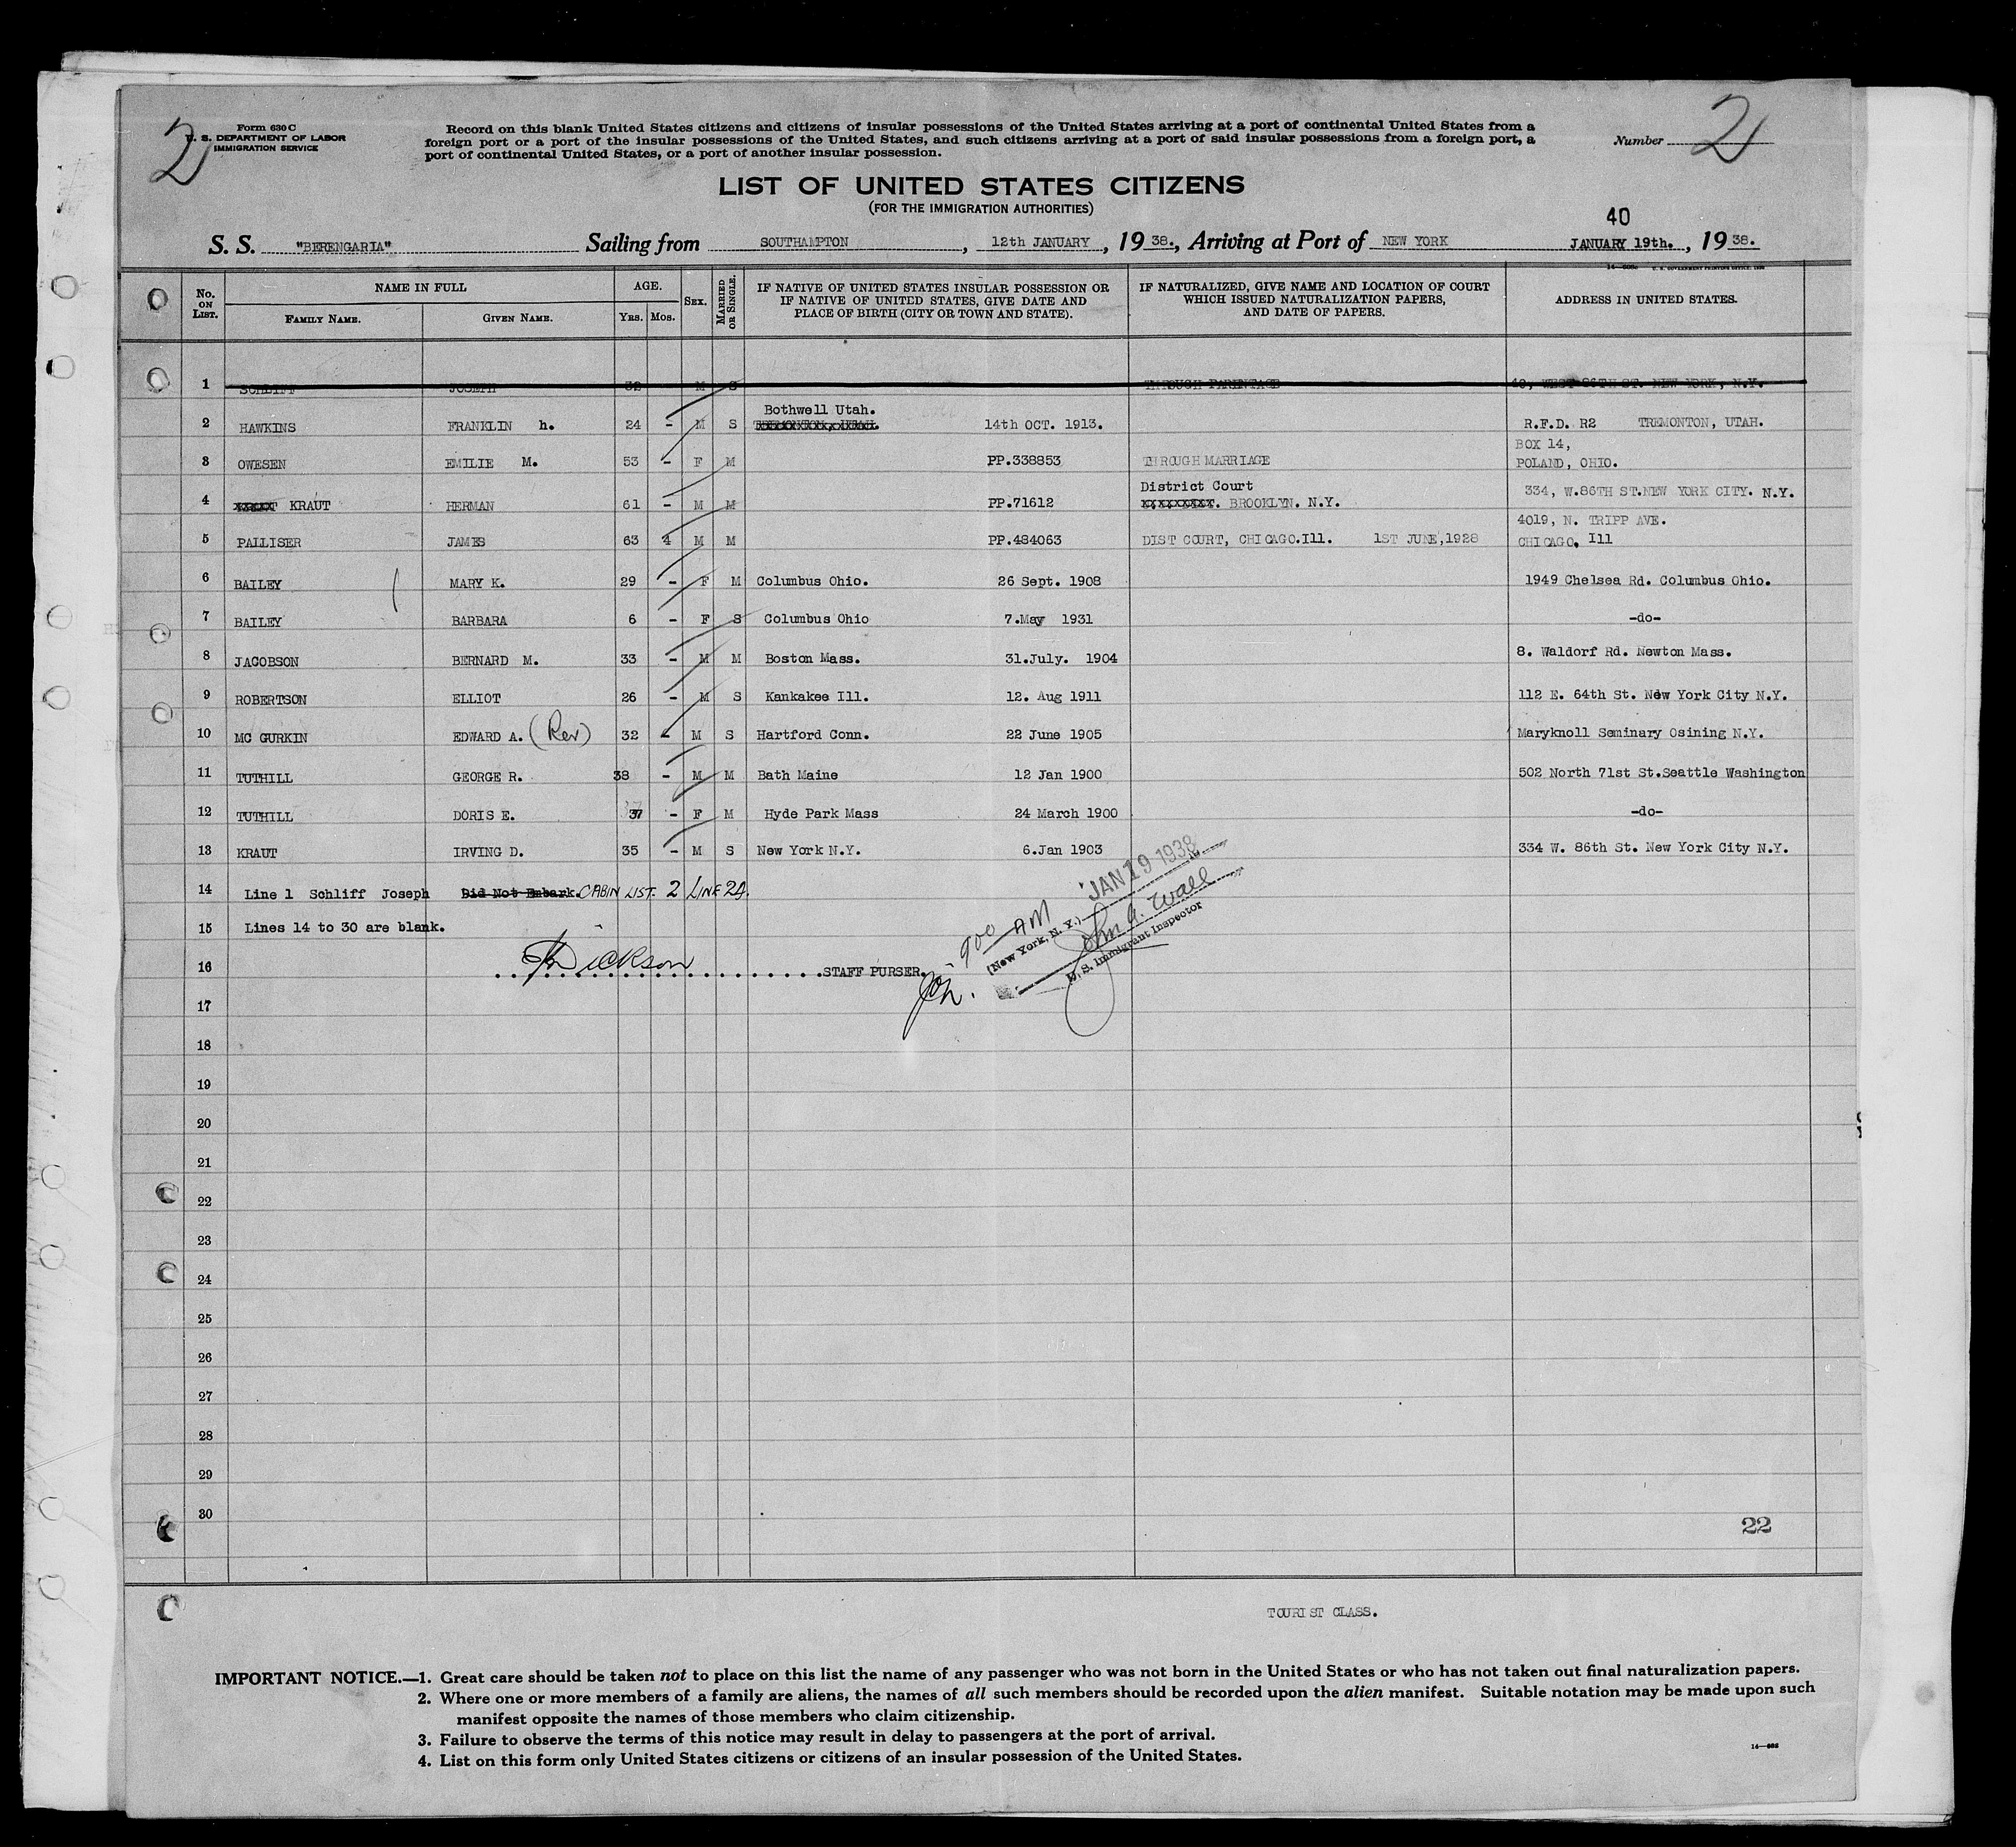 Form 630 C
U. S. DEPARTMENT OF LABOR
IMMIGRATION SERVICE
2
Record on this blank United States citizens and citizens of insular possessions of the United States arriving at a port of continental United States from a
foreign port or a port of the insular possessions of the United States, and such citizens arriving at a port of said insular possessions from a foreign port, a
port of continental United States, or a port of another insular possession.
Number 2
LIST OF UNITED STATES CITIZENS
(FOR THE IMMIGRATION AUTHORITIES)
40
S. S. "BERENGARIA" Sailing from SOUTHAMPTON, 12th JANUARY, 19 38., Arriving at Port of NEW YORK JANUARY 19th., 19 38.
No. ON LIST. NAME IN FULL FAMILY NAME. GIVEN NAME. AGE. YRS. MOS. SEX. MARRIED OR SINGLE. IF NATIVE OF UNITED STATES INSULAR POSSESSION OR IF NATIVE OF UNITED STATES, GIVE DATE AND PLACE OF BIRTH (CITY OR TOWN AND STATE). IF NATURALIZED, GIVE NAME AND LOCATION OF COURT WHICH ISSUED NATURALIZATION PAPERS, AND DATE OF PAPERS. ADDRESS IN UNITED STATES.
1 SCHLIFF JOSEPH 32 M S THROUGH PARENTAGE 40, WEST 86TH ST. NEW YORK, N.Y.
Bothwell Utah.
2 HAWKINS FRANKLIN h. 24 - M S 14th OCT. 1913. R.F.D. R2 TREMONTON, UTAH.
BOX 14,
3 OWESEN EMILIE M. 53 - F M PP.338853 THROUGH MARRIAGE POLAND, OHIO.
District Court
4 KRAUT HERMAN 61 - M M PP.71612 BROOKLYN. N.Y. 334, W.86TH ST.NEW YORK CITY. N.Y.
4019, N. TRIPP AVE.
5 PALLISER JAMES 63 4 M M PP.484063 DIST COURT, CHICAGO.Ill. 1ST JUNE,1928 CHICAGO, Ill
6 BAILEY MARY K. 29 - F M Columbus Ohio. 26 Sept. 1908 1949 Chelsea Rd. Columbus Ohio.
7 BAILEY BARBARA 6 - F S Columbus Ohio 7.May 1931 -do-
8 JACOBSON BERNARD M. 33 - M M Boston Mass. 31.July. 1904 8. Waldorf Rd. Newton Mass.
9 ROBERTSON ELLIOT 26 - M S Kankakee Ill. 12. Aug 1911 112 E. 64th St. New York City N.Y.
10 MC GURKIN EDWARD A. (Rev) 32 - M S Hartford Conn. 22 June 1905 Maryknoll Seminary Osining N.Y.
11 TUTHILL GEORGE R. 38 - M M Bath Maine 12 Jan 1900 502 North 71st St.Seattle Washington
12 TUTHILL DORIS E. 37 - F M Hyde Park Mass 24 March 1900 -do-
13 KRAUT IRVING D. 35 - M S New York N.Y. 6.Jan 1903 334 W. 86th St. New York City N.Y.
14 Line 1 Schliff Joseph Did Not Embark. CABIN LIST. 2 LINE 24.
15 Lines 14 to 30 are blank.
16 Dickson STAFF PURSER.
9 00 AM
JAN 19 1938
(New York, N. Y.)
John A. Wall
U. S. Immigrant Inspector
17
18
19
20
21
22
23
24
25
26
27
28
29
30
22
TOURIST CLASS.
IMPORTANT NOTICE.—1. Great care should be taken not to place on this list the name of any passenger who was not born in the United States or who has not taken out final naturalization papers.
2. Where one or more members of a family are aliens, the names of all such members should be recorded upon the alien manifest. Suitable notation may be made upon such
manifest opposite the names of those members who claim citizenship.
3. Failure to observe the terms of this notice may result in delay to passengers at the port of arrival.
4. List on this form only United States citizens or citizens of an insular possession of the United States.